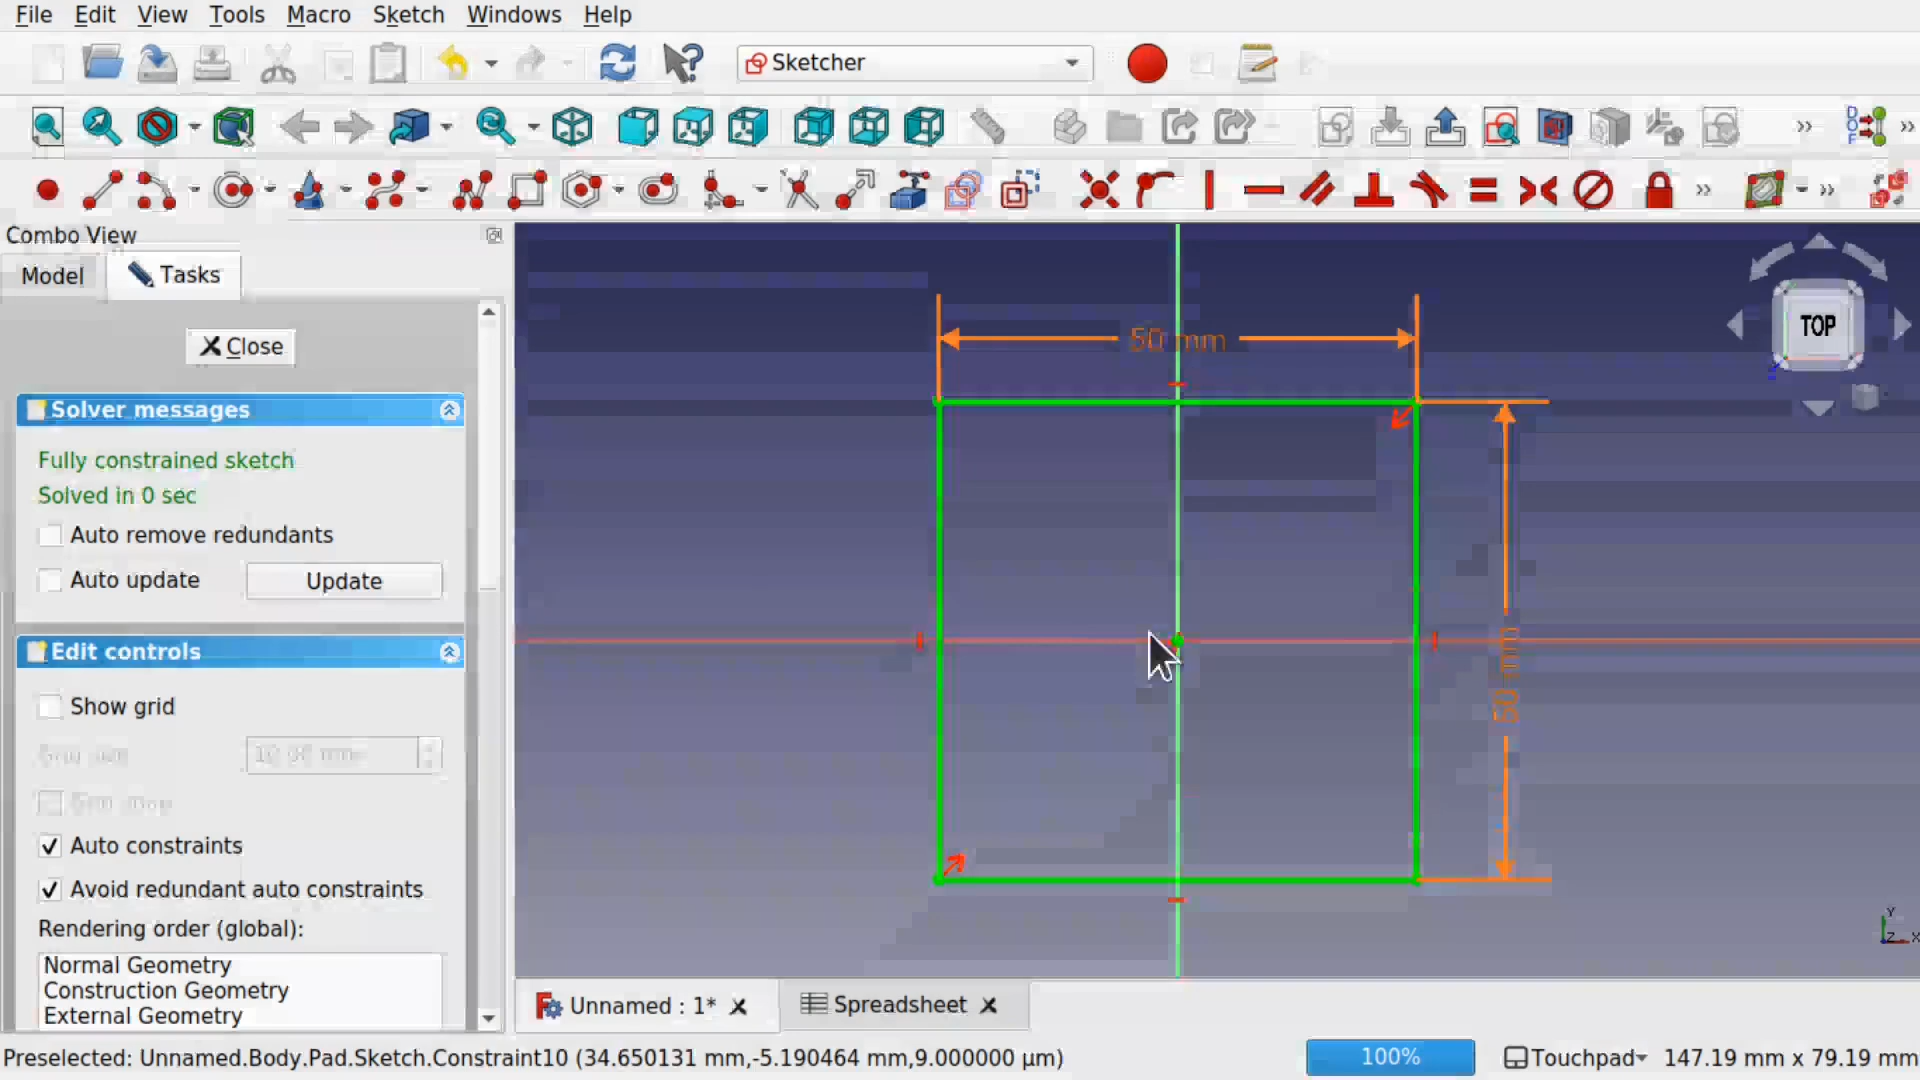 File Edit View Tools Macro Sketch Windows Help
Sketcher
Combo View
Model Tasks
Close
Solver messages
Fully constrained sketch
Solved in 0 sec
Auto remove redundants
Auto update Update
Edit controls
Show grid
Auto constraints
Avoid redundant auto constraints
Rendering order (global):
Normal Geometry
Construction Geometry
External Geometry
50 mm
50 mm
TOP
Y
Z X
Unnamed : 1*
Spreadsheet
Preselected: Unnamed.Body.Pad.Sketch.Constraint10 (34.650131 mm,-5.190464 mm,9.000000 μm)
100%
Touchpad
147.19 mm x 79.19 mm